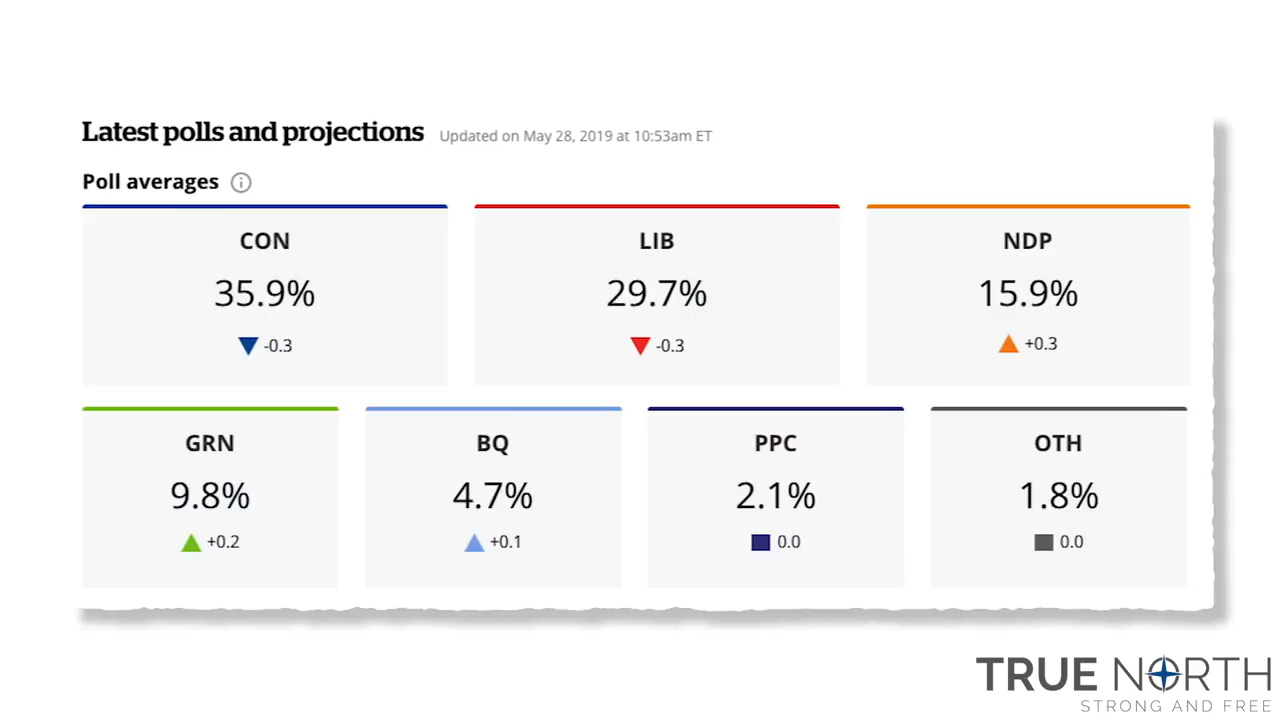 Latest polls and projections Updated on May 28, 2019 at 10:53am ET
Poll averages
CON LIB NDP
35.9% 29.7% 15.9%
-0.3 -0.3 +0.3
GRN BQ PPC OTH
9.8% 4.7% 2.1% 1.8%
+0.2 +0.1 0.0 0.0
TRUE NORTH
STRONG AND FREE